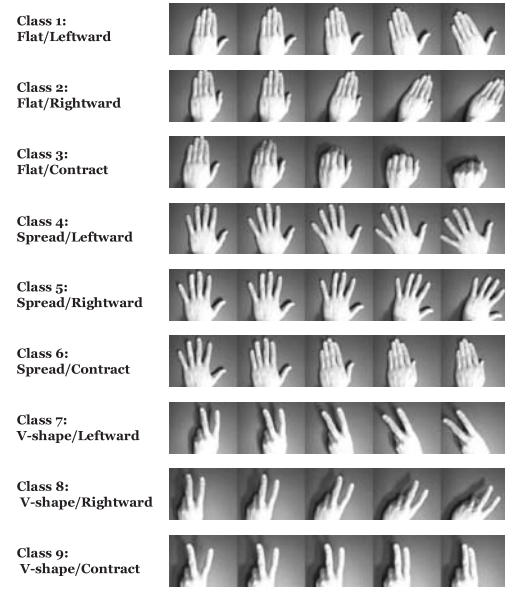 Class 1:
Flat/Leftward
Class 2:
Flat/Rightward
Class 3:
Flat/Contract
Class 4:
Spread/Leftward
Class 5:
Spread/Rightward
Class 6:
Spread/Contract
Class 7:
V-shape/Leftward
Class 8:
V-shape/Rightward
Class 9:
V-shape/Contract